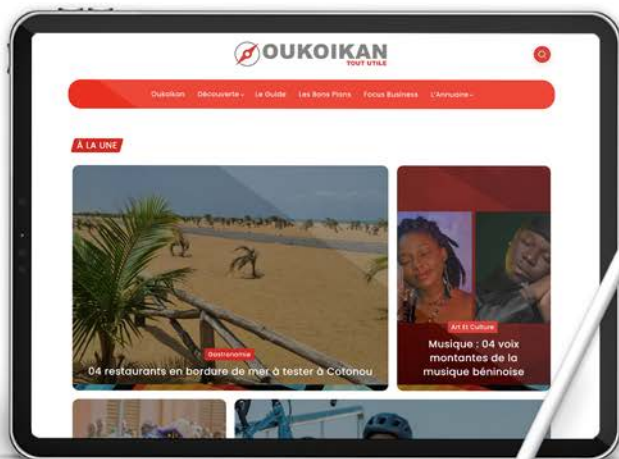 OUKOIKAN
TOUT UTILE
Oukoikan Découverte Le Guide Les Bons Plans Focus Business L'Annuaire
À LA UNE
Gastronomie
04 restaurants en bordure de mer à tester à Cotonou
Art Et Culture
Musique : 04 voix
montantes de la
musique béninoise